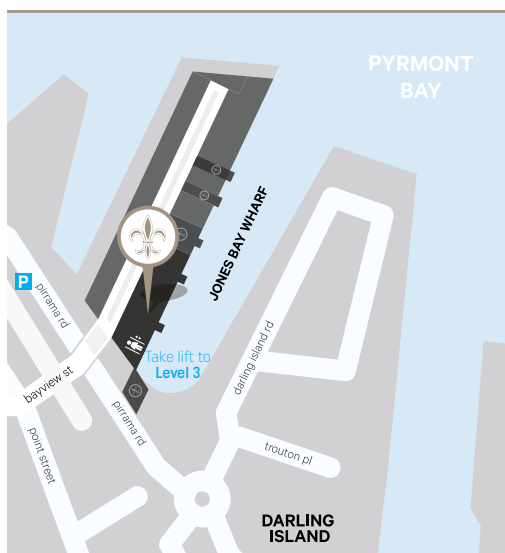 PYRMONT
BAY
JONES BAY WHARF
P
pirrama rd
Take lift to
Level 3
darling island rd
bayview st
pirrama rd
point street
trouton pl
DARLING
ISLAND